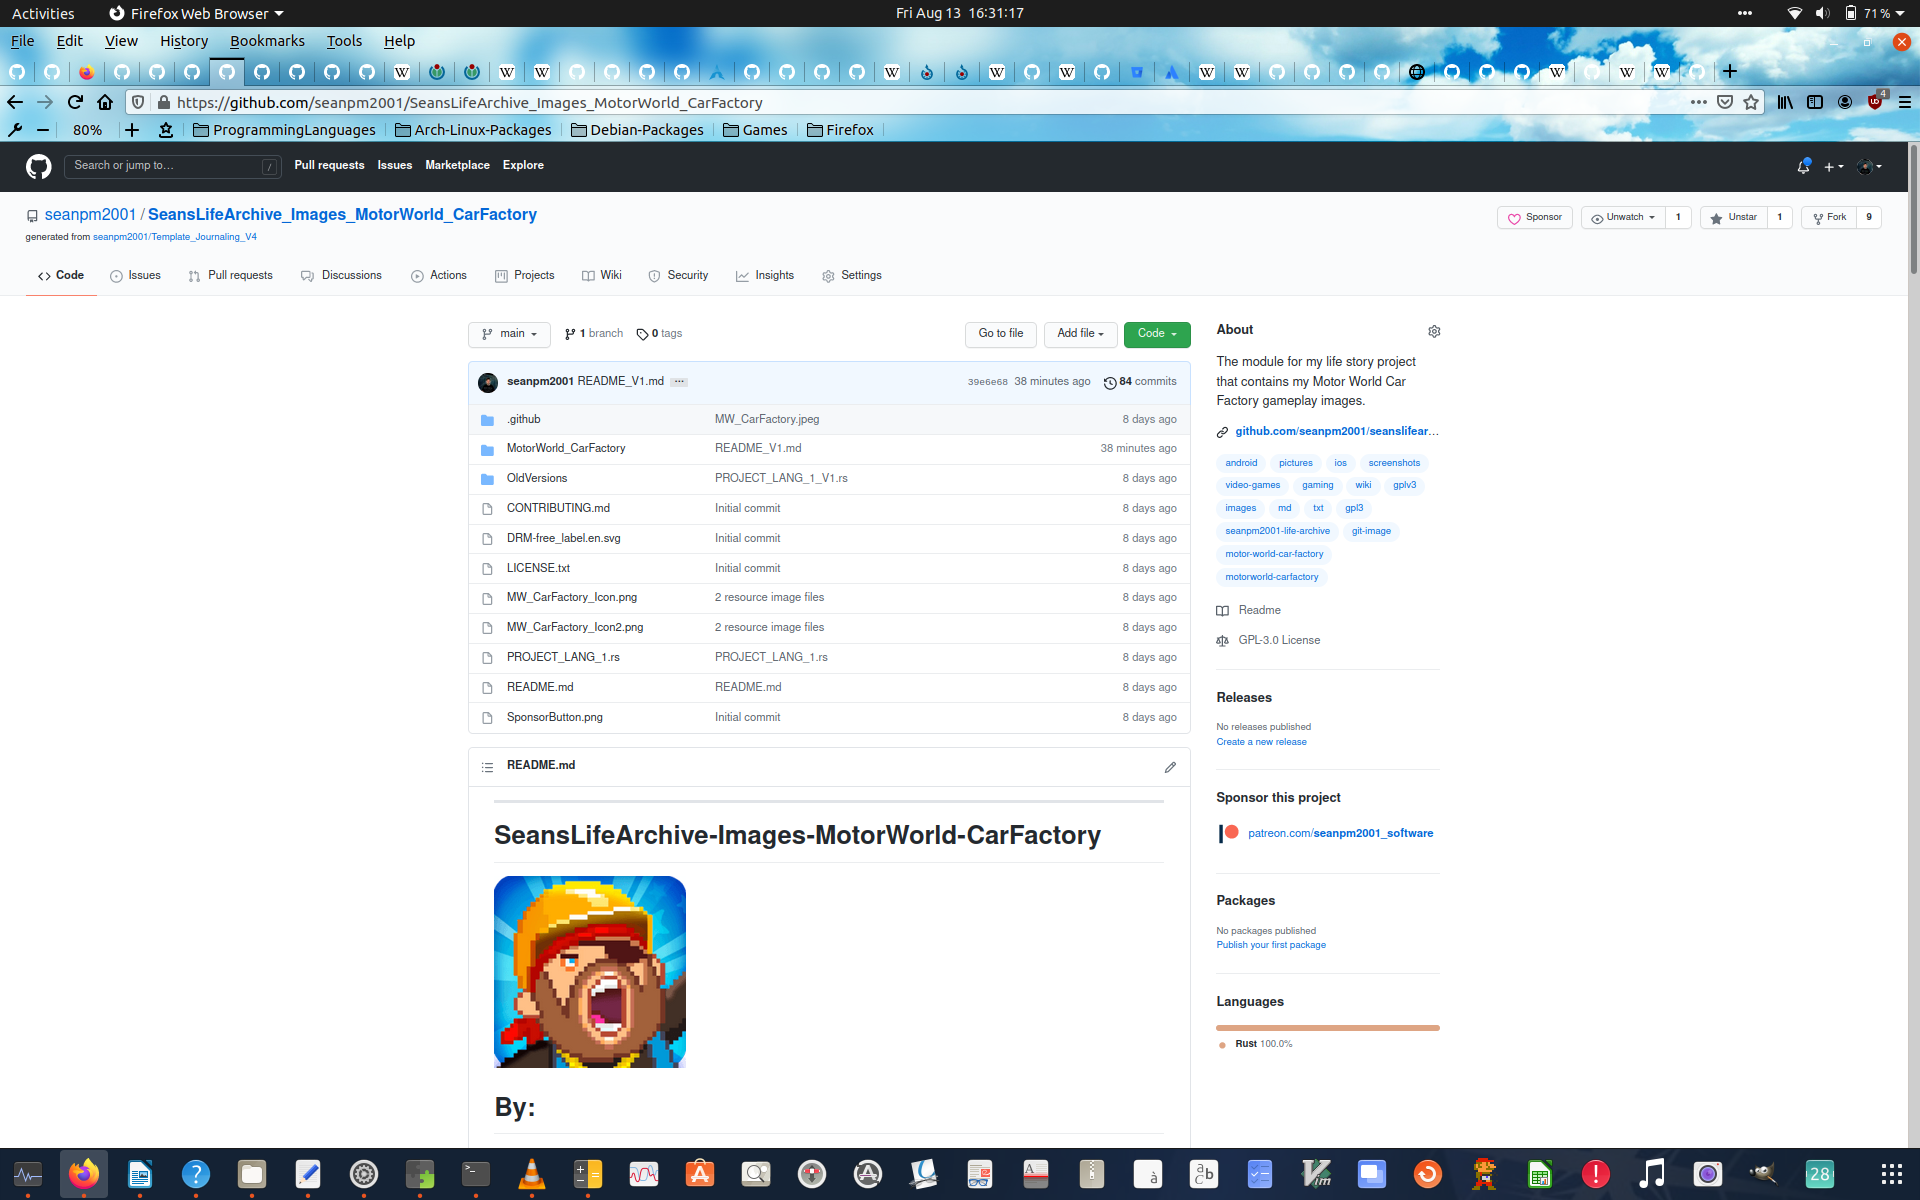 Activities Firefox Web Browser Fri Aug 13 16:31:17 71 %
File Edit View History Bookmarks Tools Help
https://github.com/seanpm2001/SeansLifeArchive_Images_MotorWorld_CarFactory 4
80% ProgrammingLanguages Arch-Linux-Packages Debian-Packages Games Firefox
Search or jump to... / Pull requests Issues Marketplace Explore
seanpm2001 / SeansLifeArchive_Images_MotorWorld_CarFactory Sponsor Unwatch 1 Unstar 1 Fork 9
generated from seanpm2001/Template_Journaling_V4
Code Issues Pull requests Discussions Actions Projects Wiki Security Insights Settings
main 1 branch 0 tags Go to file Add file Code
seanpm2001 README_V1.md ... 39e6e68 38 minutes ago 84 commits
.github MW_CarFactory.jpeg 8 days ago
MotorWorld_CarFactory README_V1.md 38 minutes ago
OldVersions PROJECT_LANG_1_V1.rs 8 days ago
CONTRIBUTING.md Initial commit 8 days ago
DRM-free_label.en.svg Initial commit 8 days ago
LICENSE.txt Initial commit 8 days ago
MW_CarFactory_Icon.png 2 resource image files 8 days ago
MW_CarFactory_Icon2.png 2 resource image files 8 days ago
PROJECT_LANG_1.rs PROJECT_LANG_1.rs 8 days ago
README.md README.md 8 days ago
SponsorButton.png Initial commit 8 days ago
README.md
SeansLifeArchive-Images-MotorWorld-CarFactory
By:
About
The module for my life story project
that contains my Motor World Car
Factory gameplay images.
github.com/seanpm2001/seanslifear...
android pictures ios screenshots
video-games gaming wiki gplv3
images md txt gpl3
seanpm2001-life-archive git-image
motor-world-car-factory
motorworld-carfactory
Readme
GPL-3.0 License
Releases
No releases published
Create a new release
Sponsor this project
patreon.com/seanpm2001_software
Packages
No packages published
Publish your first package
Languages
Rust 100.0%
28